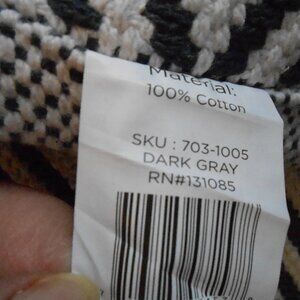 Material:
100% Cotton
SKU : 703-1005
DARK GRAY
RN#131085